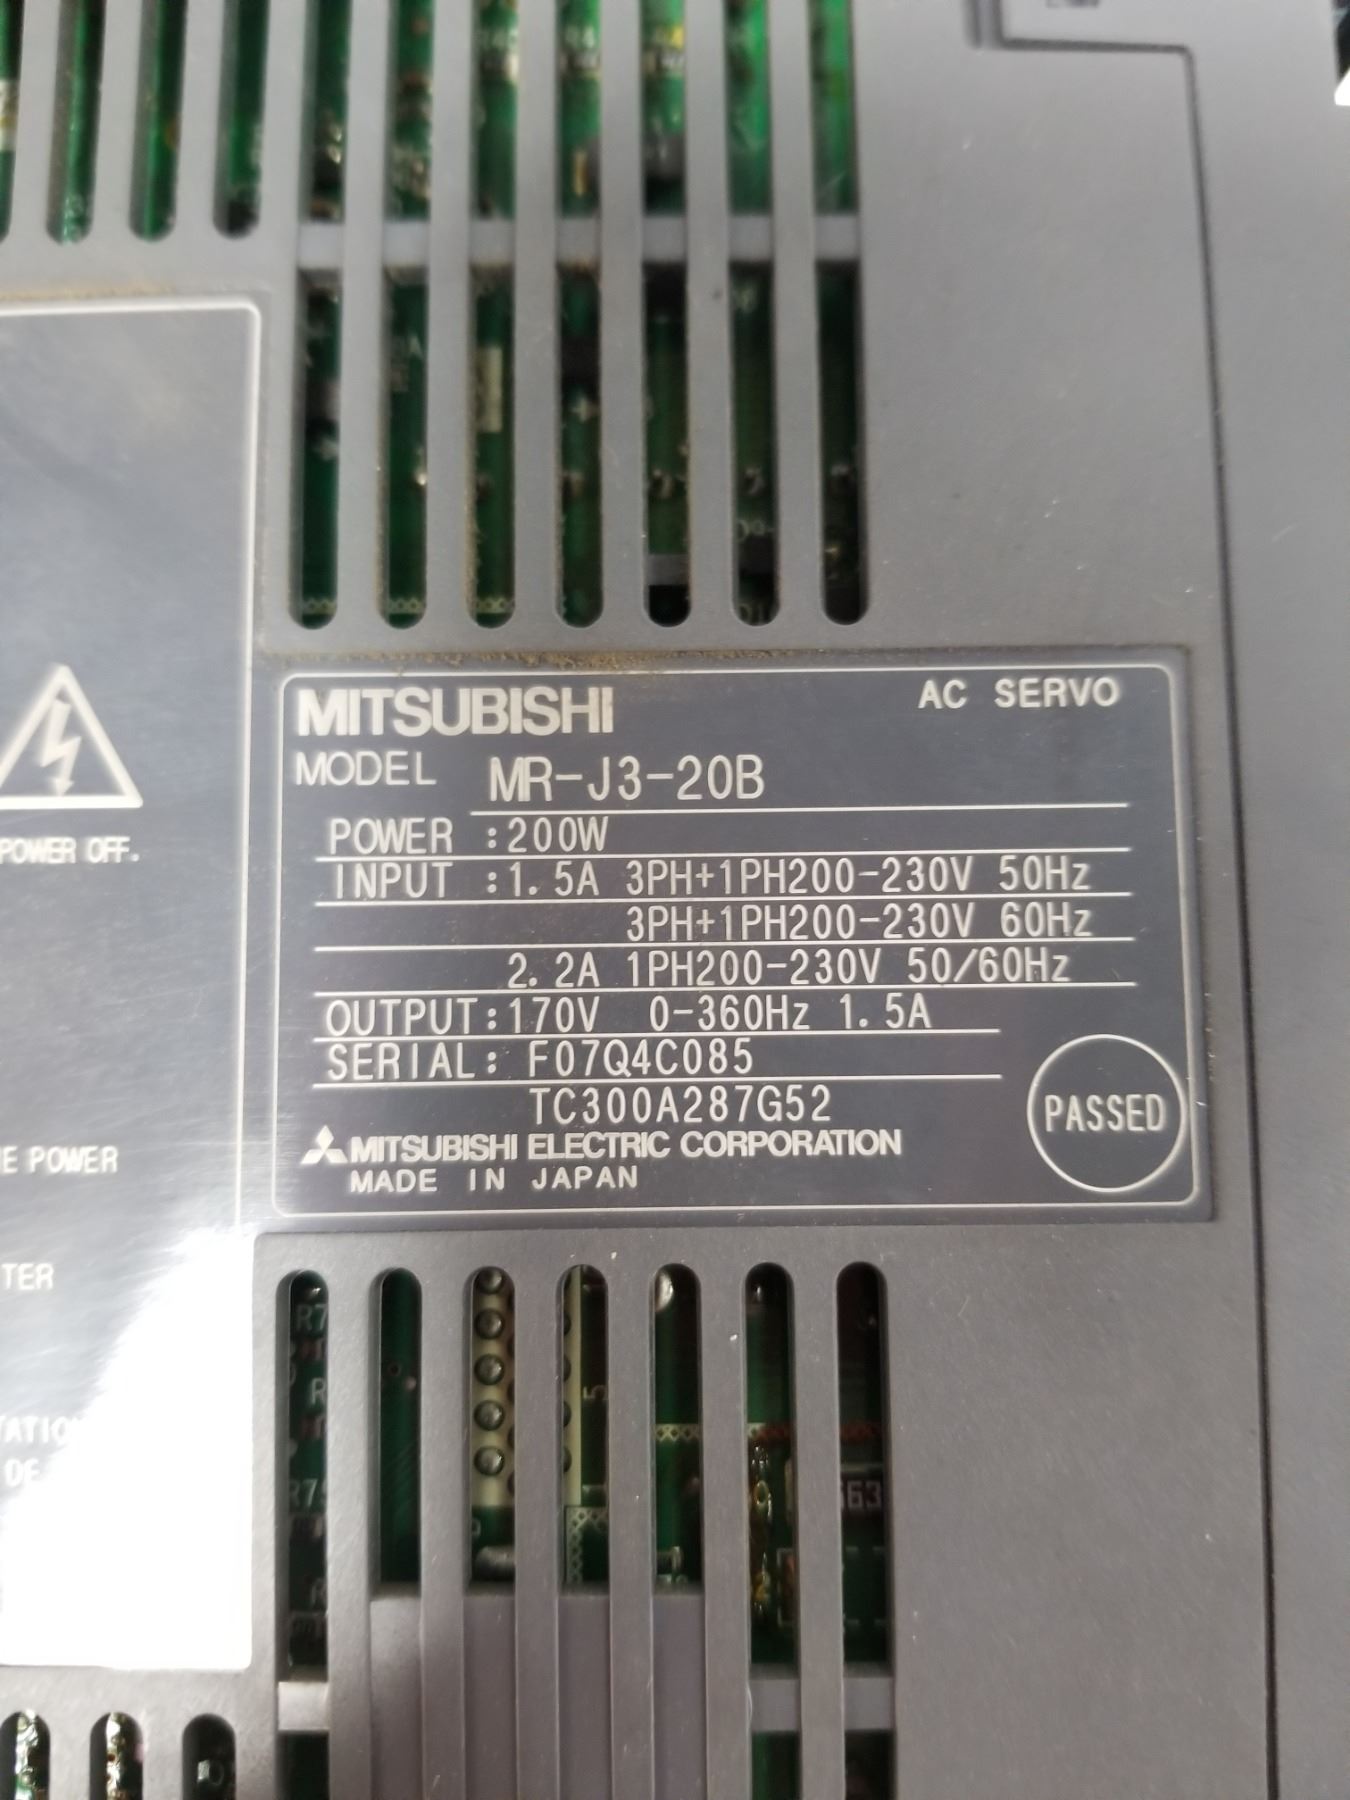 MITSUBISHI
AC SERVO
MODEL MR-J3-20B
POWER :200W
INPUT :1.5A 3PH+1PH200-230V 50Hz
3PH+1PH200-230V 60Hz
2.2A 1PH200-230V 50/60Hz
OUTPUT:170V 0-360Hz 1.5A
SERIAL: F07Q4C085
TC300A287G52
MITSUBISHI ELECTRIC CORPORATION
MADE IN JAPAN
PASSED
POWER OFF.
POWER